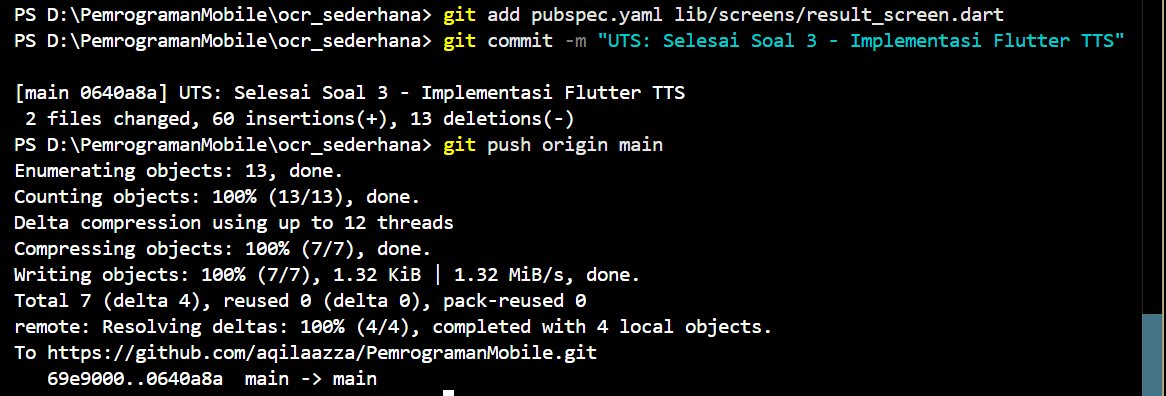 PS D:\PemrogramanMobile\ocr_sederhana> git add pubspec.yaml lib/screens/result_screen.dart
PS D:\PemrogramanMobile\ocr_sederhana> git commit -m "UTS: Selesai Soal 3 - Implementasi Flutter TTS"
[main 0640a8a] UTS: Selesai Soal 3 - Implementasi Flutter TTS
 2 files changed, 60 insertions(+), 13 deletions(-)
PS D:\PemrogramanMobile\ocr_sederhana> git push origin main
Enumerating objects: 13, done.
Counting objects: 100% (13/13), done.
Delta compression using up to 12 threads
Compressing objects: 100% (7/7), done.
Writing objects: 100% (7/7), 1.32 KiB | 1.32 MiB/s, done.
Total 7 (delta 4), reused 0 (delta 0), pack-reused 0
remote: Resolving deltas: 100% (4/4), completed with 4 local objects.
To https://github.com/aqilaazza/PemrogramanMobile.git
   69e9000..0640a8a  main -> main